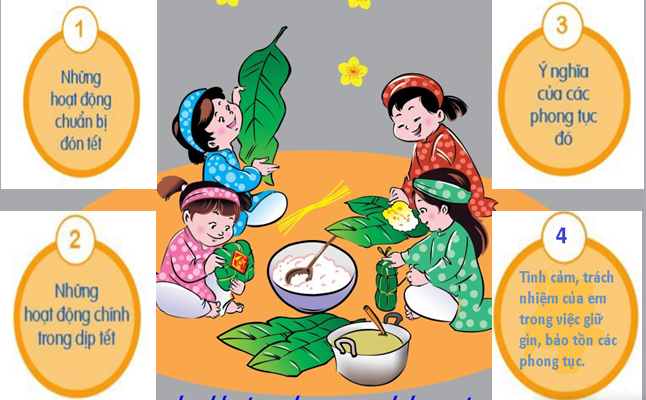 1
Những
hoạt động
chuẩn bị
đón tết
2
Những
hoạt động chính
trong dịp tết
3
Ý nghĩa
của các
phong tục
đó
4
Tình cảm, trách
nhiệm của em
trong việc giữ
gìn, bảo tồn các
phong tục.